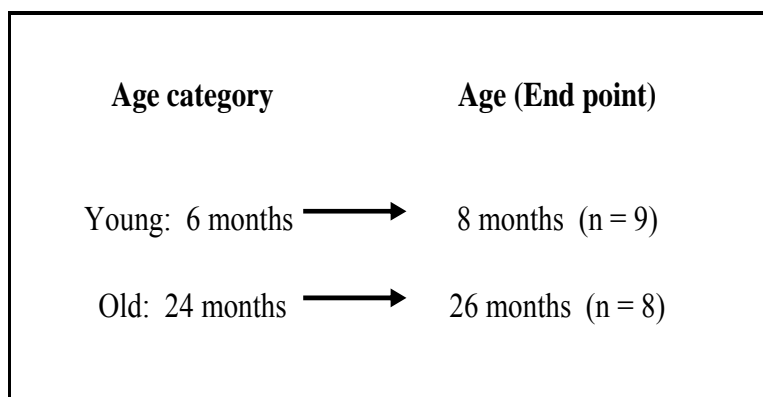 Age category Age (End point)
Young: 6 months 8 months (n = 9)
Old: 24 months 26 months (n = 8)